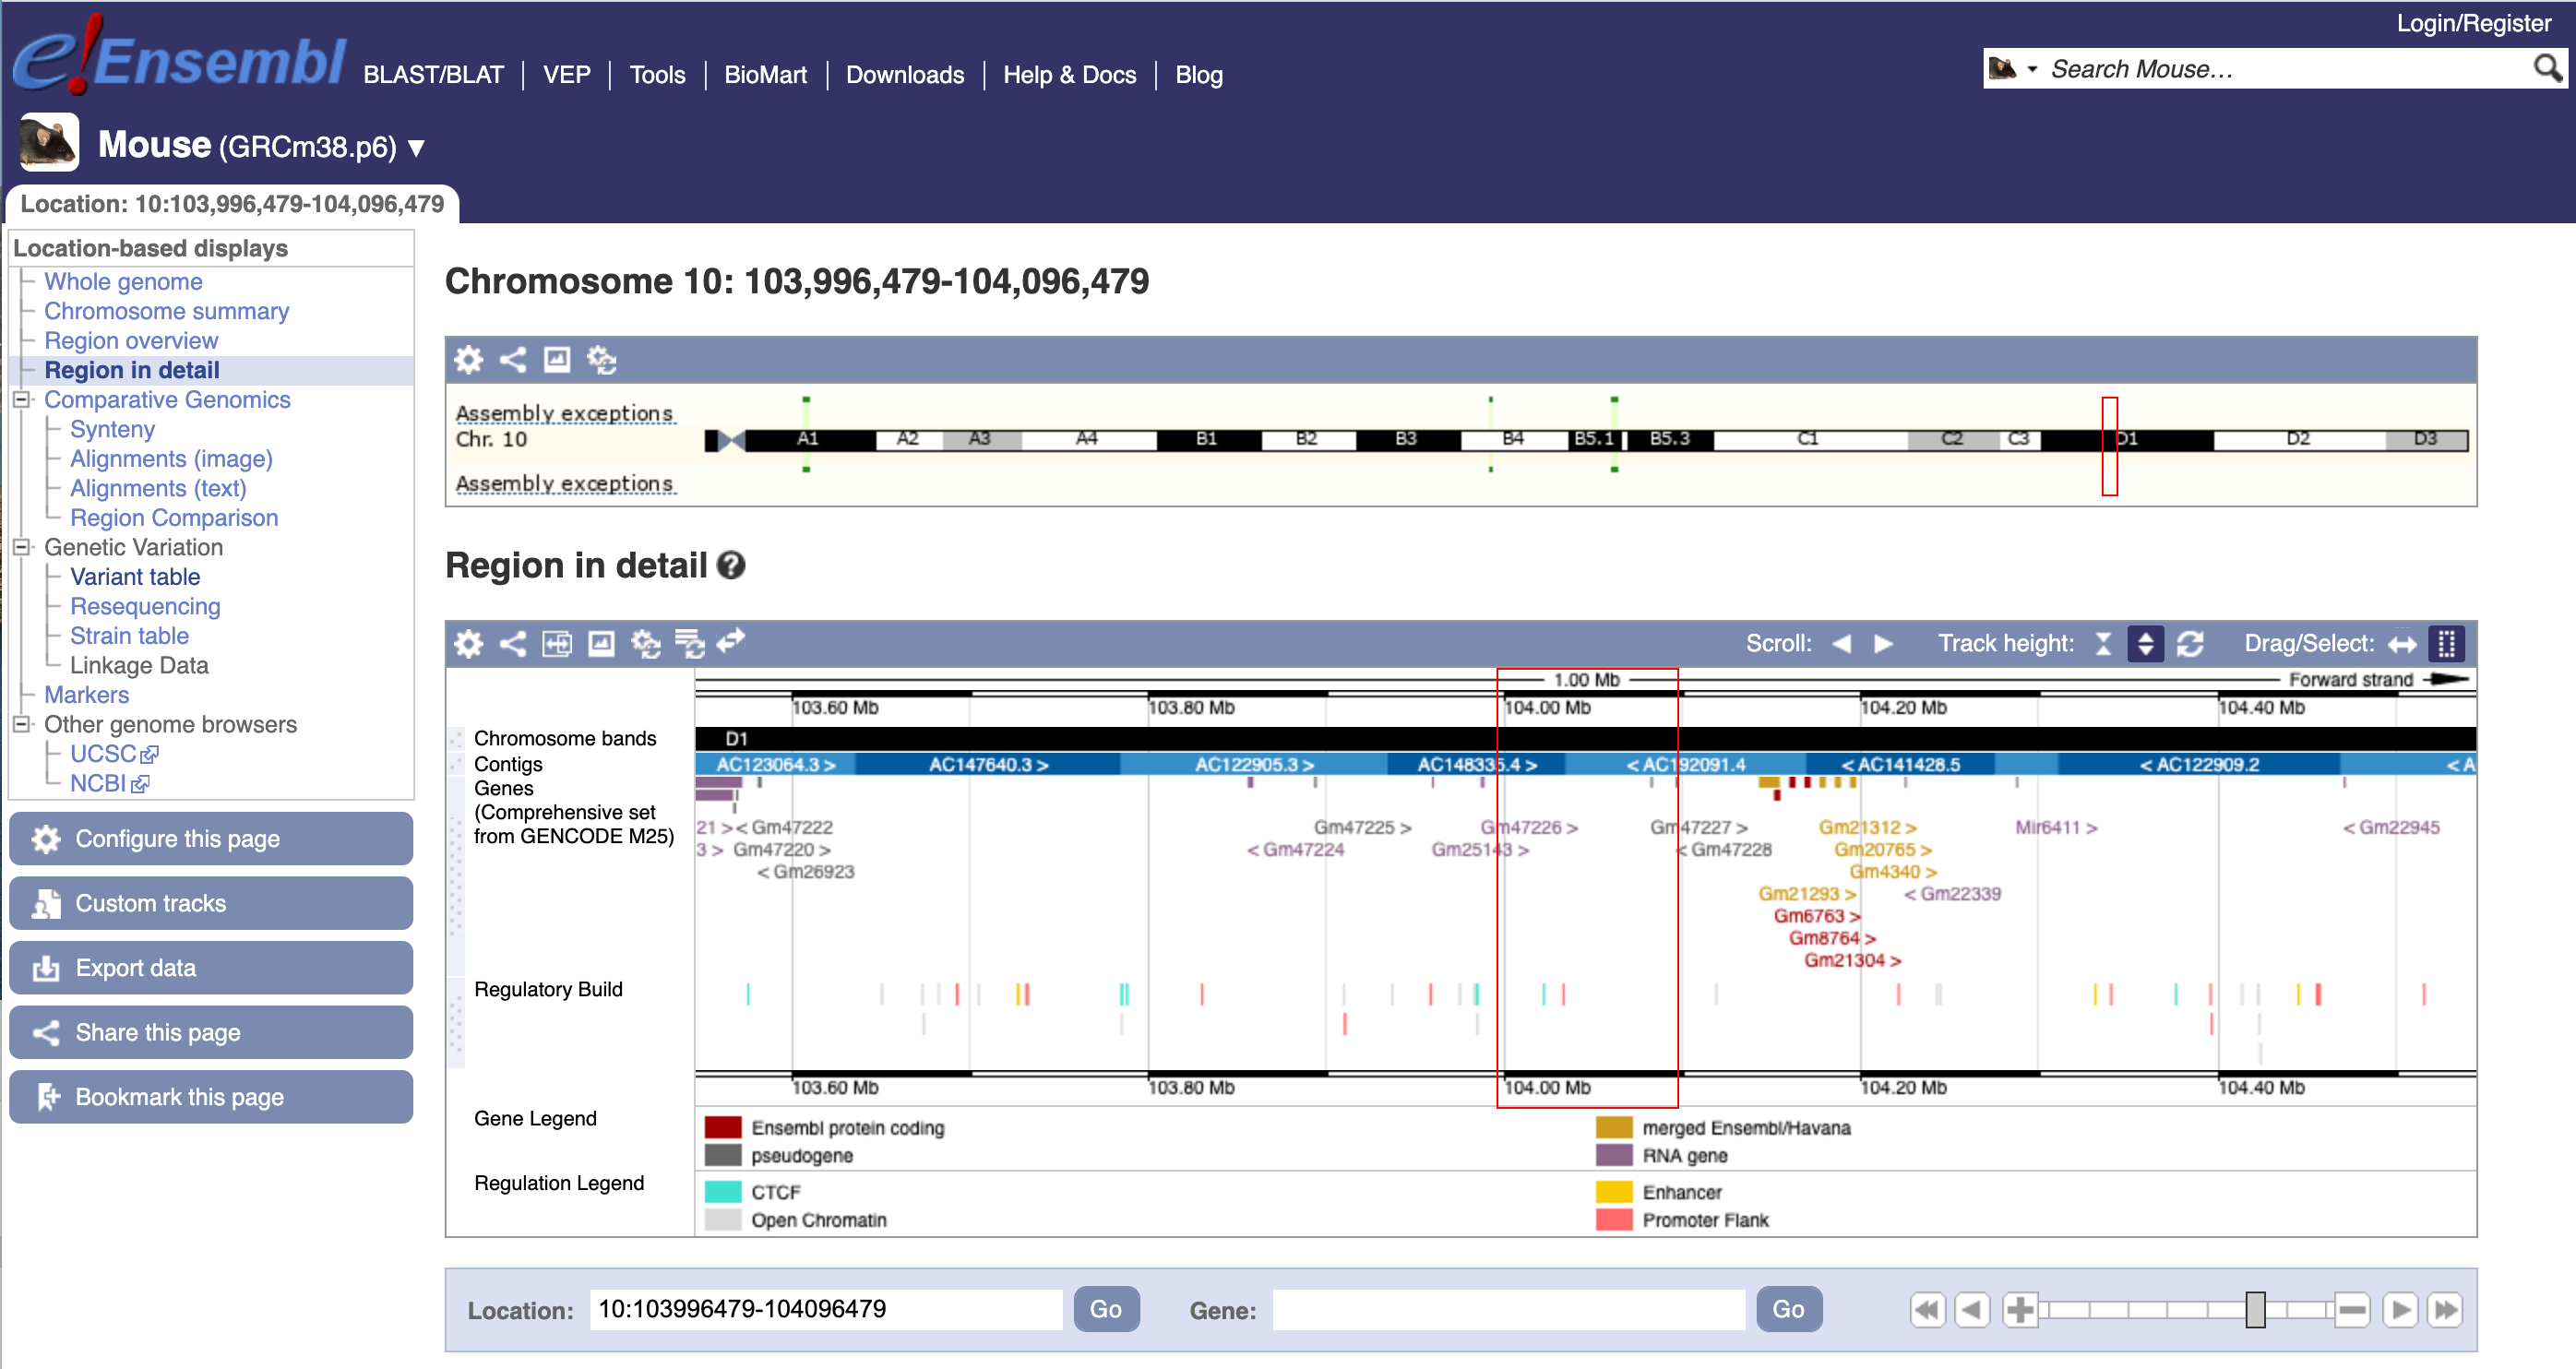 Login/Register
e!Ensembl BLAST/BLAT VEP Tools BioMart Downloads Help & Docs Blog
Search Mouse…
Mouse (GRCm38.p6) ▼
Location: 10:103,996,479-104,096,479
Location-based displays
Whole genome
Chromosome summary
Region overview
Region in detail
Comparative Genomics
Synteny
Alignments (image)
Alignments (text)
Region Comparison
Genetic Variation
Variant table
Resequencing
Strain table
Linkage Data
Markers
Other genome browsers
UCSC
NCBI
Configure this page
Custom tracks
Export data
Share this page
Bookmark this page
Chromosome 10: 103,996,479-104,096,479
Assembly exceptions
Chr. 10 A1 A2 A3 A4 B1 B2 B3 B4 B5.1 B5.3 C1 C2 C3 D1 D2 D3
Assembly exceptions
Region in detail ?
Scroll: Track height: Drag/Select:
1.00 Mb Forward strand
103.60 Mb 103.80 Mb 104.00 Mb 104.20 Mb 104.40 Mb
Chromosome bands D1
Contigs AC123064.3 > AC147640.3 > AC122905.3 > AC148335.4 > < AC192091.4 < AC141428.5 < AC122909.2 < A
Genes
(Comprehensive set
from GENCODE M25)
21 > < Gm47222 Gm47225 > Gm47226 > Gm47227 > Gm21312 > Mir6411 > < Gm22945
3 > Gm47220 > < Gm47224 Gm25143 > < Gm47228 Gm20765 >
< Gm26923 Gm4340 >
Gm21293 > < Gm22339
Gm6763 >
Gm8764 >
Gm21304 >
Regulatory Build
103.60 Mb 103.80 Mb 104.00 Mb 104.20 Mb 104.40 Mb
Gene Legend
Ensembl protein coding merged Ensembl/Havana
pseudogene RNA gene
Regulation Legend
CTCF Enhancer
Open Chromatin Promoter Flank
Location: 10:103996479-104096479 Go Gene: Go